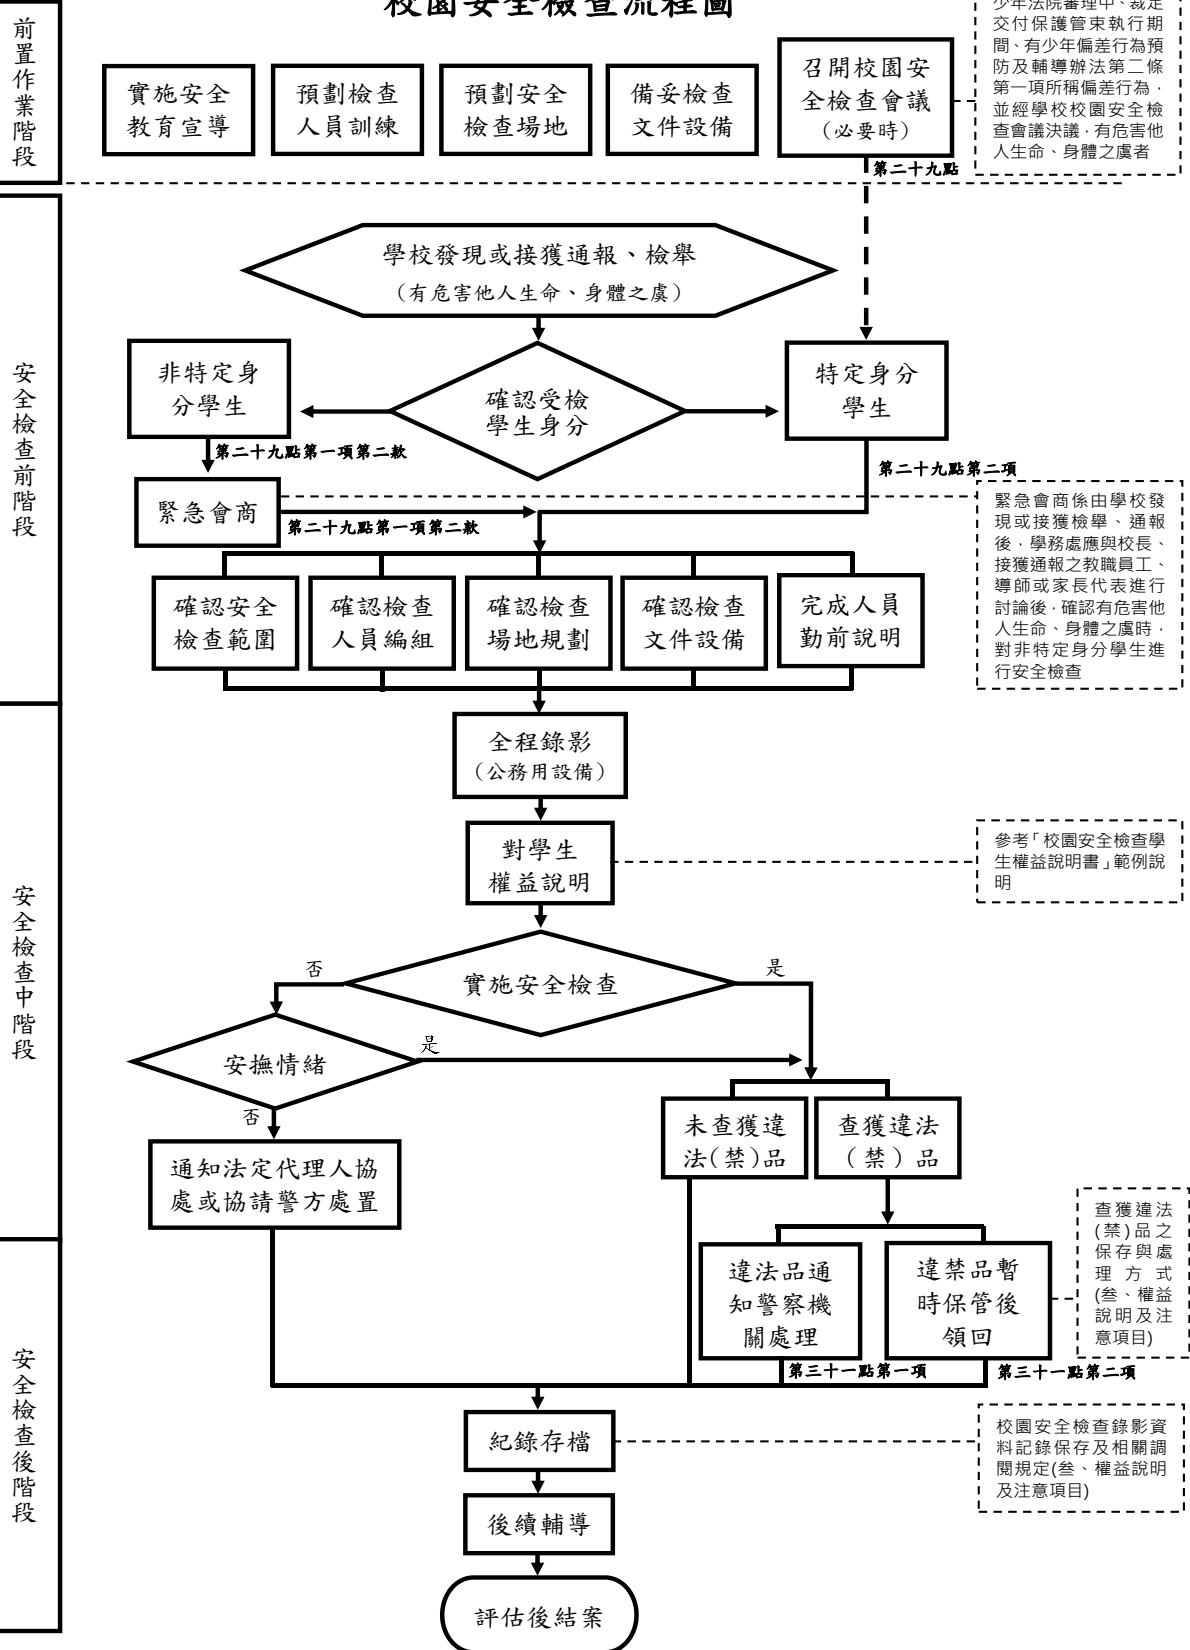 校園安全檢查流程圖
前置作業階段
實施安全
教育宣導
預劃檢查
人員訓練
預劃安全
檢查場地
備妥檢查
文件設備
召開校園安
全檢查會議
（必要時）
少年法院審理中、裁定
交付保護管束執行期
間、有少年偏差行為預
防及輔導辦法第二條
第一項所稱偏差行為，
並經學校校園安全檢
查會議決議，有危害他
人生命、身體之虞者
第二十九點
安全檢查前階段
學校發現或接獲通報、檢舉
（有危害他人生命、身體之虞）
非特定身
分學生
確認受檢
學生身分
特定身分
學生
第二十九點第一項第二款
第二十九點第二項
緊急會商
第二十九點第一項第二款
緊急會商係由學校發
現或接獲檢舉、通報
後，學務處應與校長、
接獲通報之教職員工、
導師或家長代表進行
討論後，確認有危害他
人生命、身體之虞時，
對非特定身分學生進
行安全檢查
確認安全
檢查範圍
確認檢查
人員編組
確認檢查
場地規劃
確認檢查
文件設備
完成人員
勤前說明
安全檢查中階段
全程錄影
（公務用設備）
對學生
權益說明
參考「校園安全檢查學
生權益說明書」範例說
明
實施安全檢查
否
是
安撫情緒
是
否
未查獲違
法(禁)品
查獲違法
（禁）品
通知法定代理人協
處或協請警方處置
安全檢查後階段
違法品通
知警察機
關處理
違禁品暫
時保管後
領回
查獲違法
(禁)品之
保存與處
理方式
(叁、權益
說明及注
意項目)
第三十一點第一項
第三十一點第二項
紀錄存檔
校園安全檢查錄影資
料記錄保存及相關調
閱規定(叁、權益說明
及注意項目)
後續輔導
評估後結案